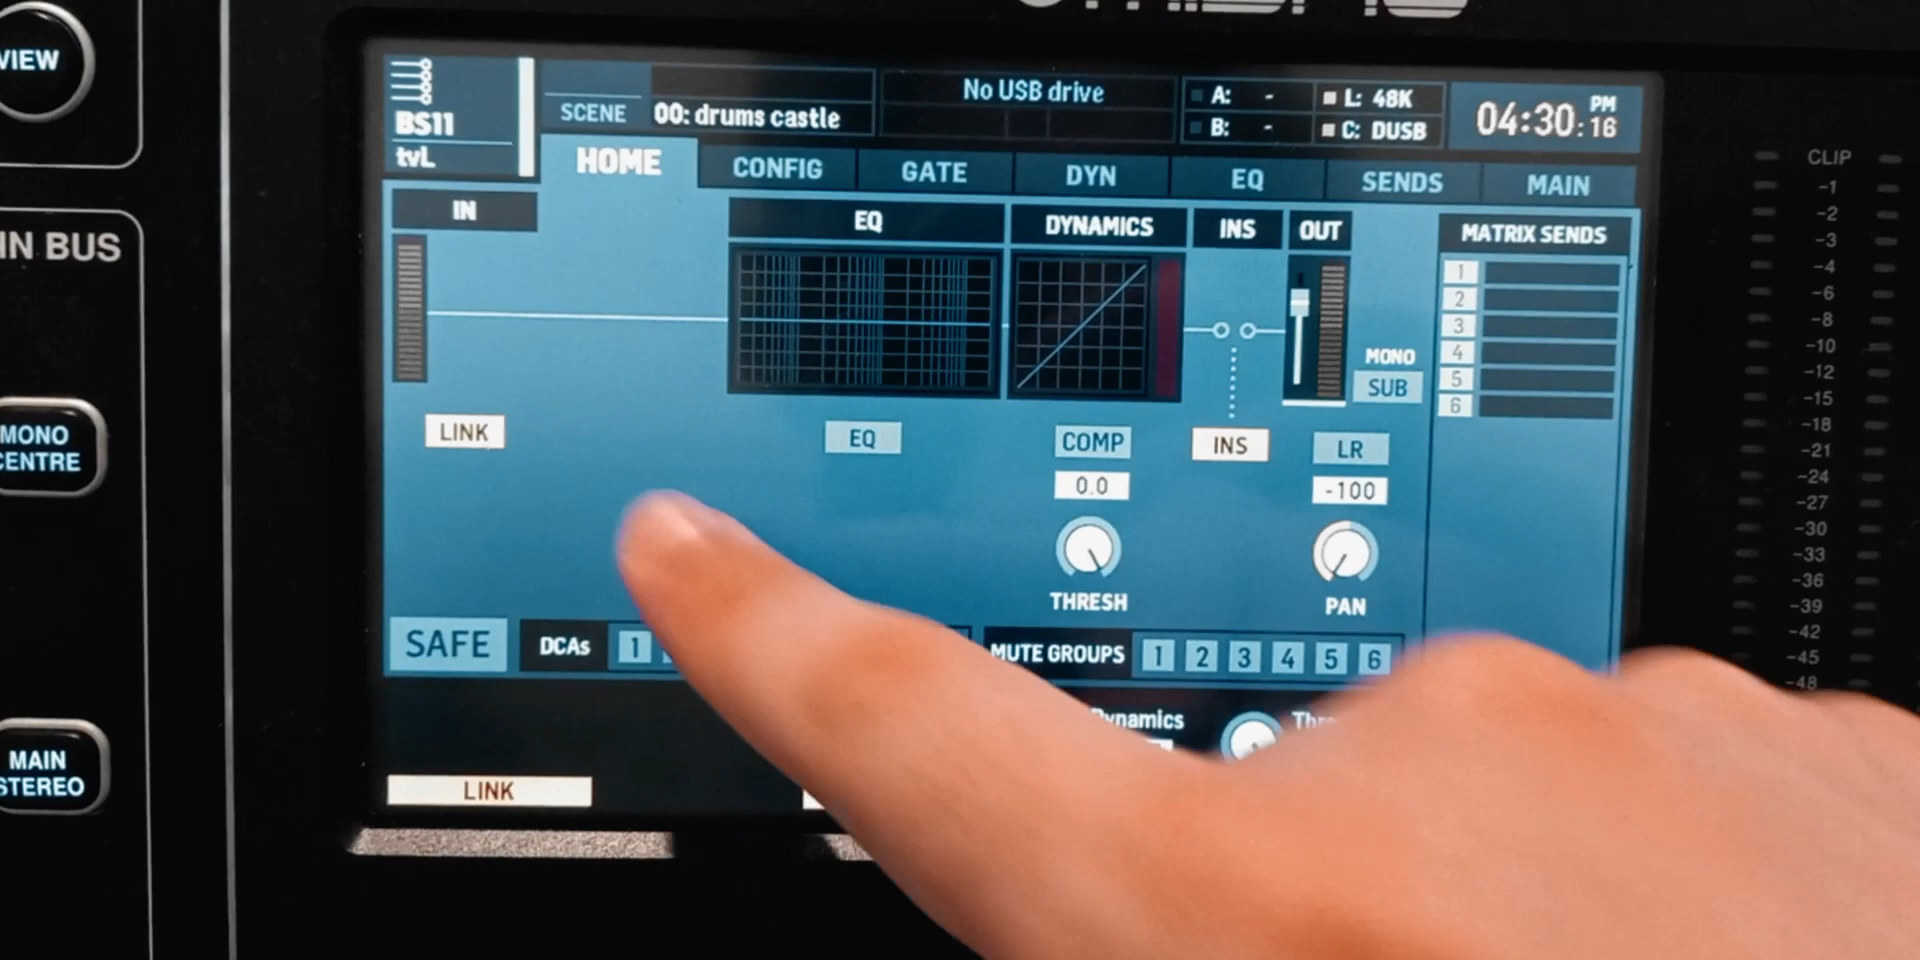 VIEW
BS11
tvL
SCENE 00: drums castle
No USB drive
A: - L: 48K
B: - C: DUSB
04:30:16 PM
HOME CONFIG GATE DYN EQ SENDS MAIN
IN EQ DYNAMICS INS OUT MATRIX SENDS
1
2
3
4
5
6
MONO
SUB
LINK EQ COMP INS LR
0.0 -100
THRESH PAN
SAFE DCAs 1 MUTE GROUPS 1 2 3 4 5 6
LINK
IN BUS
MONO
CENTRE
MAIN
STEREO
CLIP
-1
-2
-3
-4
-6
-8
-10
-12
-15
-18
-21
-24
-27
-30
-33
-36
-39
-42
-45
-48